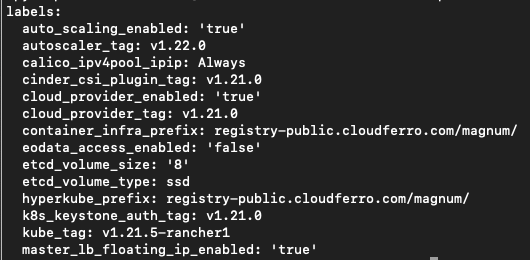 labels:
  auto_scaling_enabled: 'true'
  autoscaler_tag: v1.22.0
  calico_ipv4pool_ipip: Always
  cinder_csi_plugin_tag: v1.21.0
  cloud_provider_enabled: 'true'
  cloud_provider_tag: v1.21.0
  container_infra_prefix: registry-public.cloudferro.com/magnum/
  eodata_access_enabled: 'false'
  etcd_volume_size: '8'
  etcd_volume_type: ssd
  hyperkube_prefix: registry-public.cloudferro.com/magnum/
  k8s_keystone_auth_tag: v1.21.0
  kube_tag: v1.21.5-rancher1
  master_lb_floating_ip_enabled: 'true'